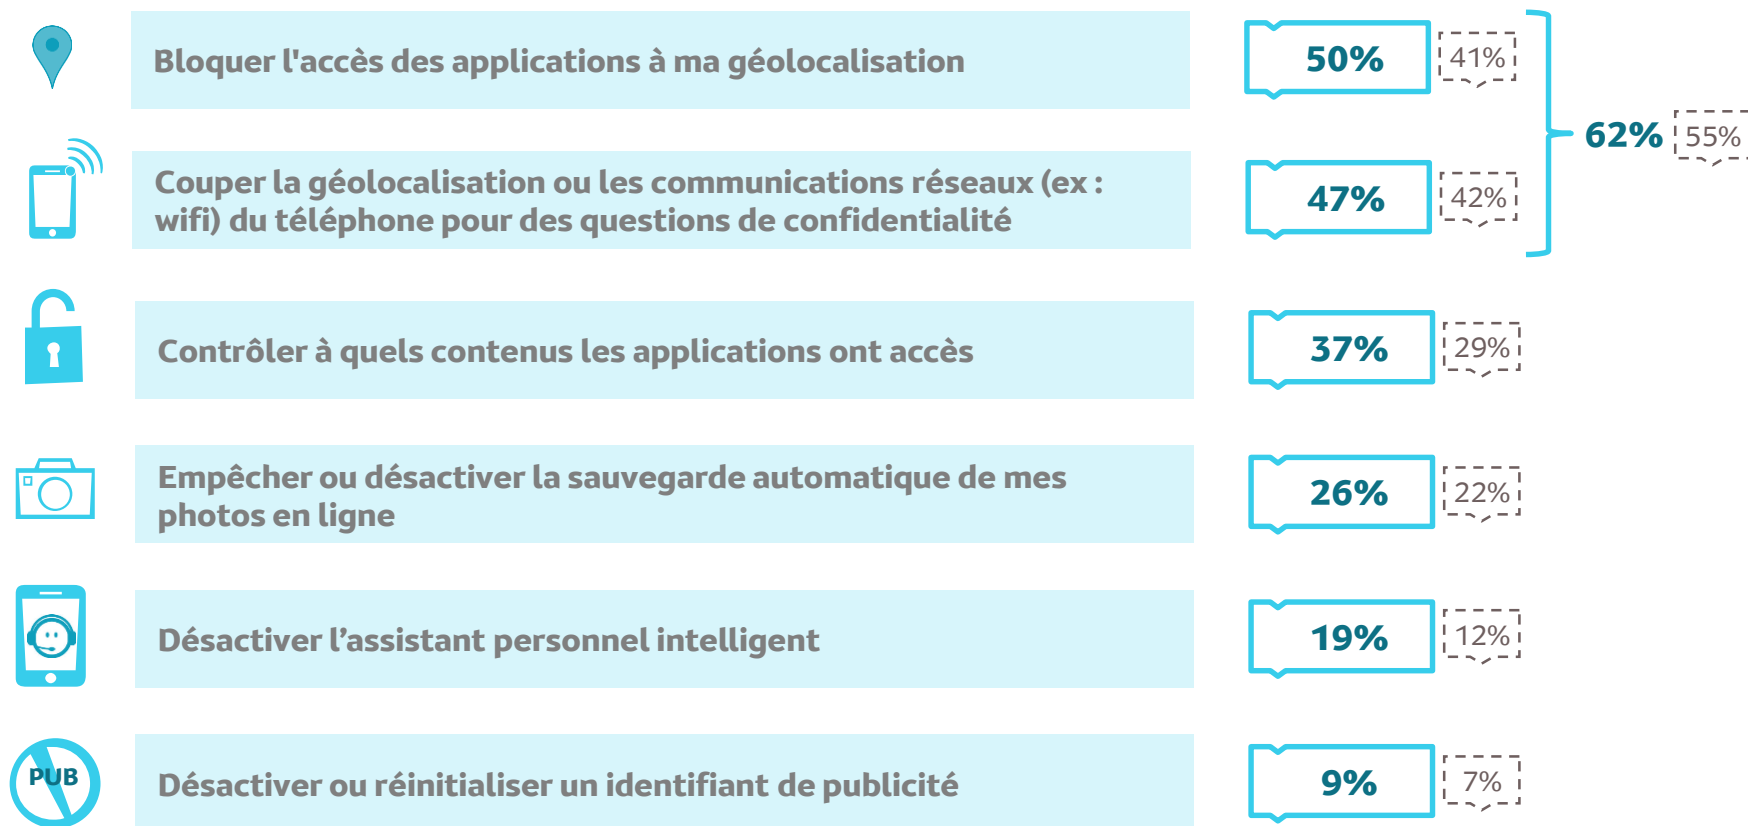 Bloquer l'accès des applications à ma géolocalisation
50%
41%
62%
55%
Couper la géolocalisation ou les communications réseaux (ex :
wifi) du téléphone pour des questions de confidentialité
47%
42%
Contrôler à quels contenus les applications ont accès
37%
29%
Empêcher ou désactiver la sauvegarde automatique de mes
photos en ligne
26%
22%
Désactiver l’assistant personnel intelligent
19%
12%
PUB
Désactiver ou réinitialiser un identifiant de publicité
9%
7%